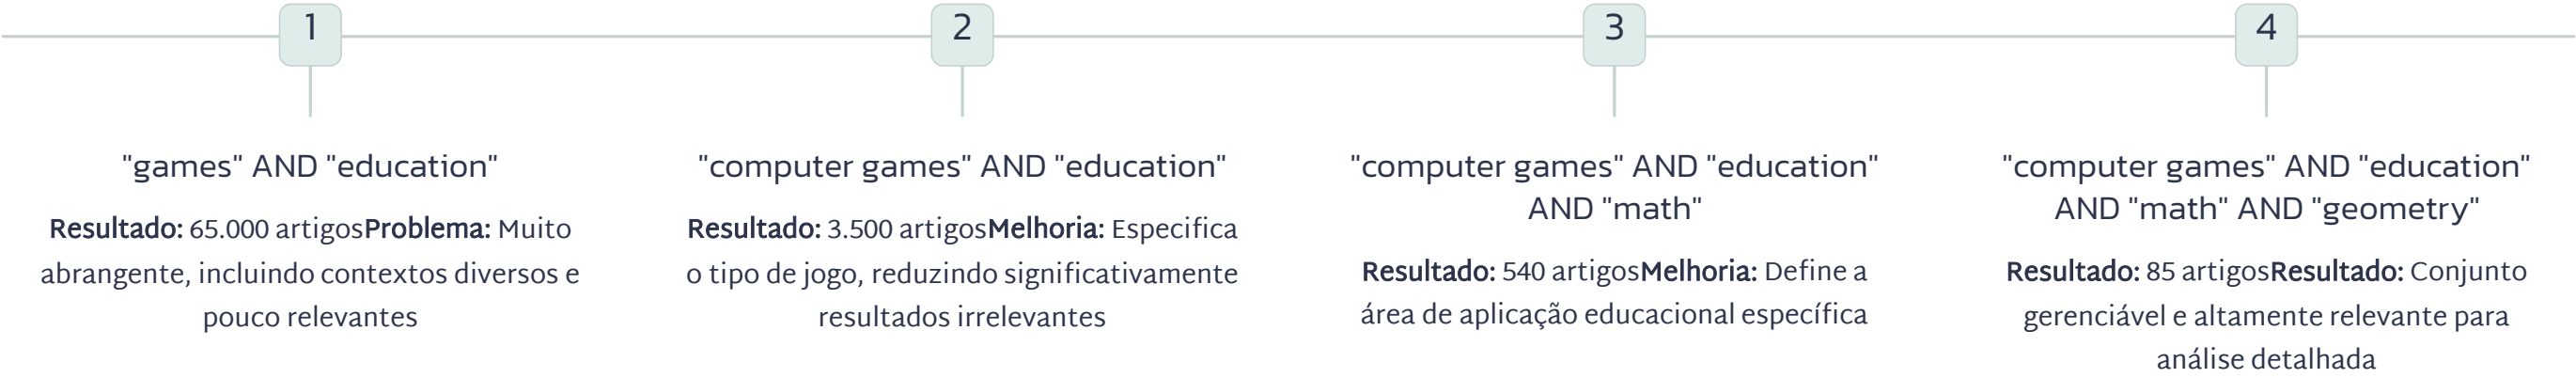 1
"games" AND "education"
Resultado: 65.000 artigosProblema: Muito
abrangente, incluindo contextos diversos e
pouco relevantes
2
"computer games" AND "education"
Resultado: 3.500 artigosMelhoria: Especifica
o tipo de jogo, reduzindo significativamente
resultados irrelevantes
3
"computer games" AND "education"
AND "math"
Resultado: 540 artigosMelhoria: Define a
área de aplicação educacional específica
4
"computer games" AND "education"
AND "math" AND "geometry"
Resultado: 85 artigosResultado: Conjunto
gerenciável e altamente relevante para
análise detalhada